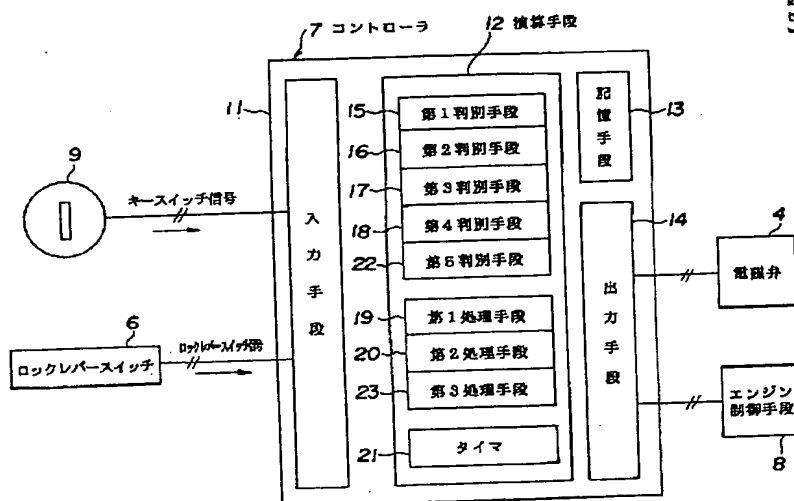 7 コントローラ
12 演算手段
11
入力手段
15 第1判別手段
16 第2判別手段
17 第3判別手段
18 第4判別手段
22 第5判別手段
19 第1処理手段
20 第2処理手段
23 第3処理手段
21 タイマ
記憶手段
13
14
出力手段
9
キースイッチ信号
6
ロックレバースイッチ
ロックレバースイッチ信号
4
電磁弁
エンジン
制御手段
8